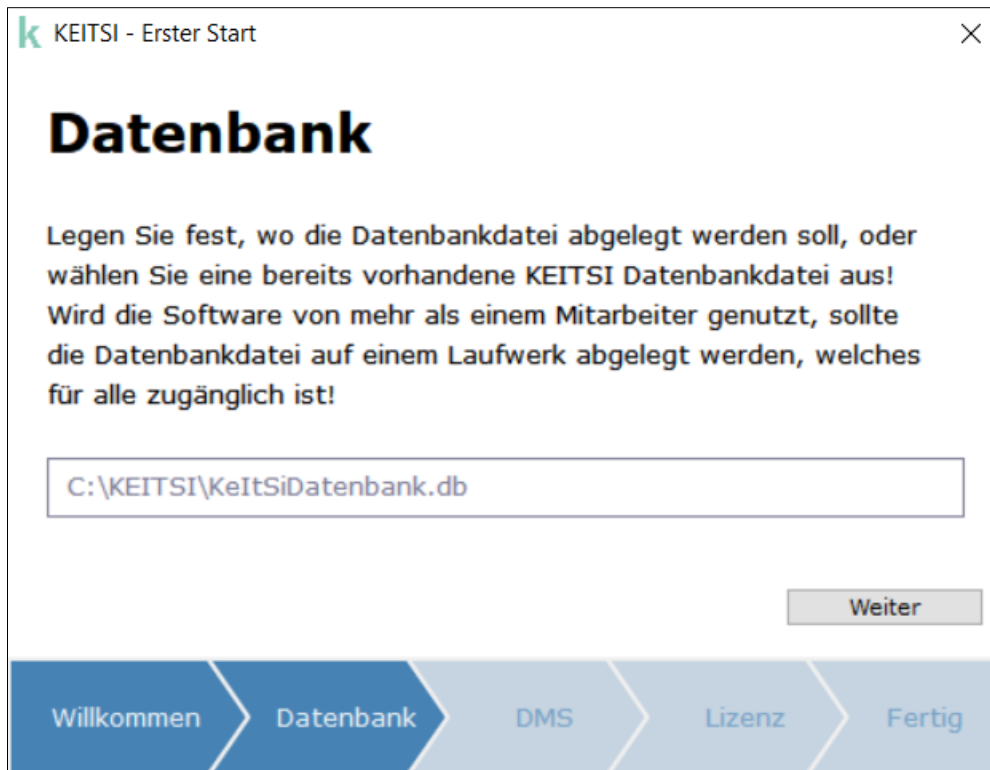 k KEITSI - Erster Start
Datenbank
Legen Sie fest, wo die Datenbankdatei abgelegt werden soll, oder
wählen Sie eine bereits vorhandene KEITSI Datenbankdatei aus!
Wird die Software von mehr als einem Mitarbeiter genutzt, sollte
die Datenbankdatei auf einem Laufwerk abgelegt werden, welches
für alle zugänglich ist!
C:\KEITSI\KeItSiDatenbank.db
Weiter
Willkommen Datenbank DMS Lizenz Fertig